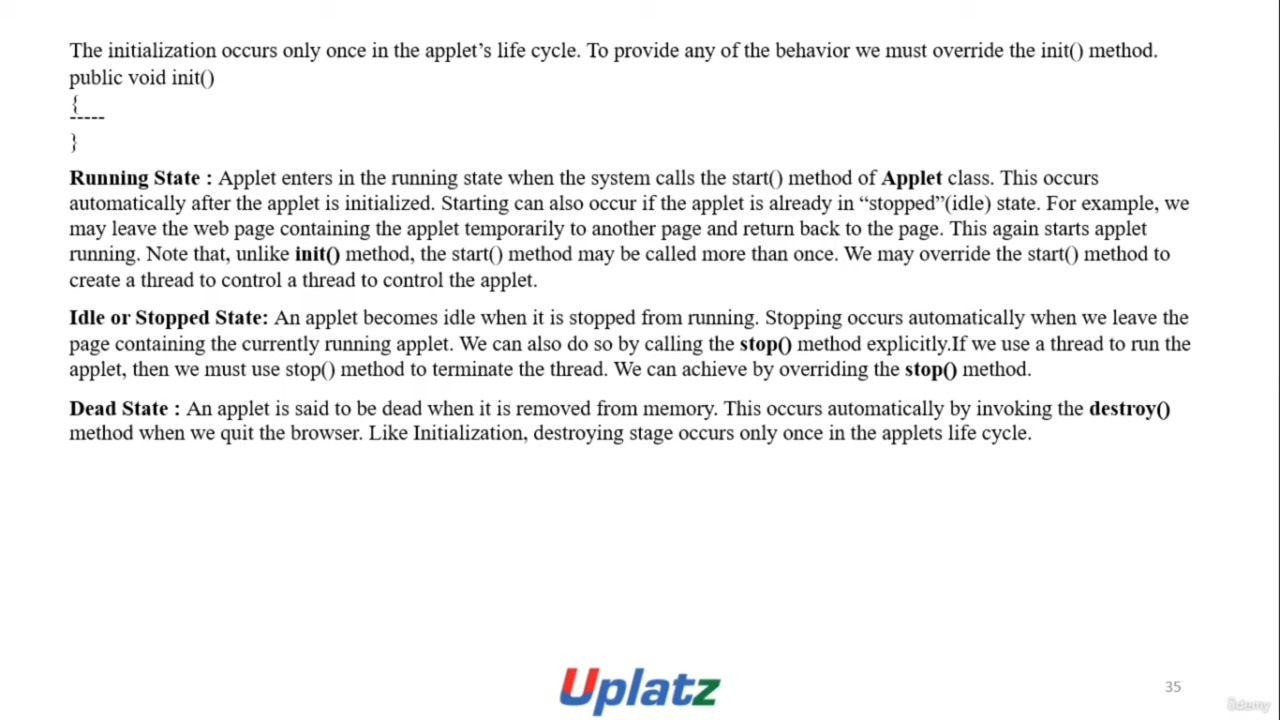 The initialization occurs only once in the applet’s life cycle. To provide any of the behavior we must override the init() method.
public void init()
{
-----
}
Running State : Applet enters in the running state when the system calls the start() method of Applet class. This occurs
automatically after the applet is initialized. Starting can also occur if the applet is already in “stopped”(idle) state. For example, we
may leave the web page containing the applet temporarily to another page and return back to the page. This again starts applet
running. Note that, unlike init() method, the start() method may be called more than once. We may override the start() method to
create a thread to control a thread to control the applet.
Idle or Stopped State: An applet becomes idle when it is stopped from running. Stopping occurs automatically when we leave the
page containing the currently running applet. We can also do so by calling the stop() method explicitly.If we use a thread to run the
applet, then we must use stop() method to terminate the thread. We can achieve by overriding the stop() method.
Dead State : An applet is said to be dead when it is removed from memory. This occurs automatically by invoking the destroy()
method when we quit the browser. Like Initialization, destroying stage occurs only once in the applets life cycle.
Uplatz
35
ûdemy